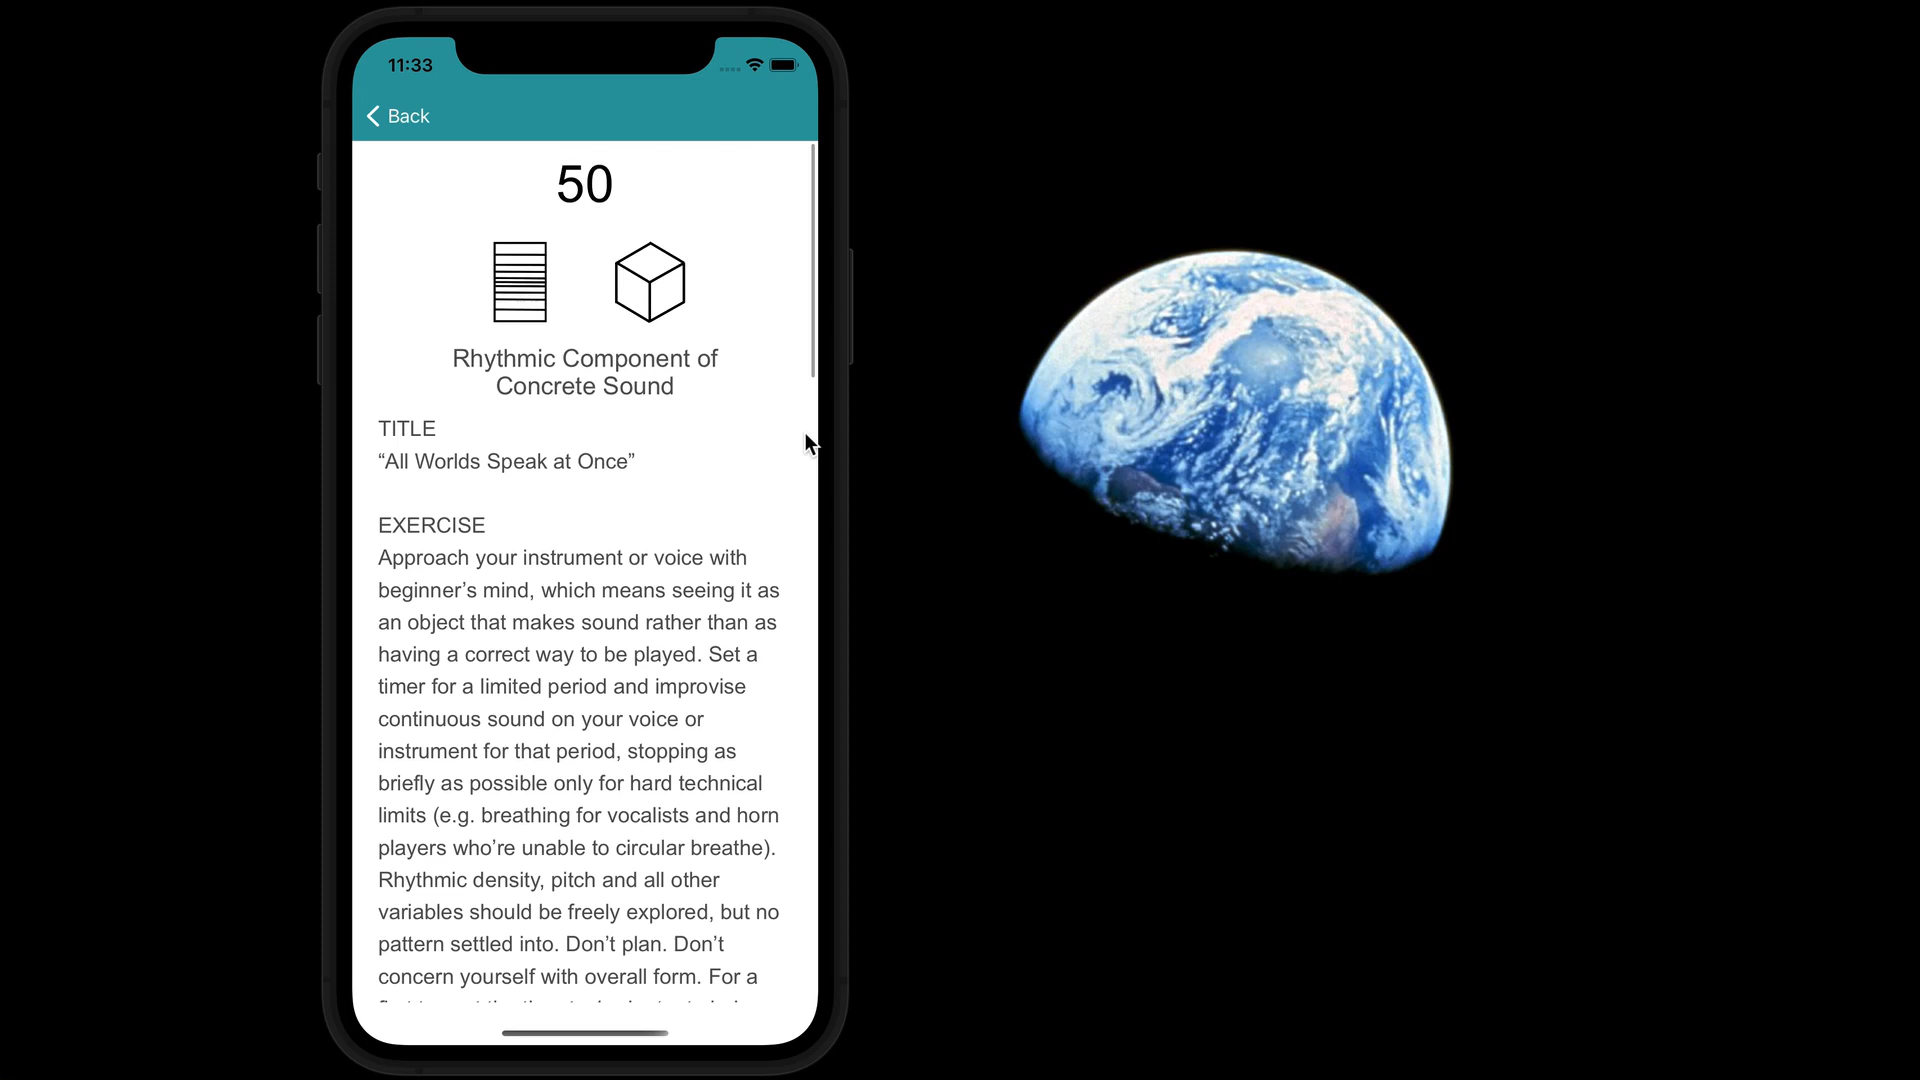 11:33
Back
50
Rhythmic Component of
Concrete Sound
TITLE
“All Worlds Speak at Once”
EXERCISE
Approach your instrument or voice with
beginner’s mind, which means seeing it as
an object that makes sound rather than as
having a correct way to be played. Set a
timer for a limited period and improvise
continuous sound on your voice or
instrument for that period, stopping as
briefly as possible only for hard technical
limits (e.g. breathing for vocalists and horn
players who’re unable to circular breathe).
Rhythmic density, pitch and all other
variables should be freely explored, but no
pattern settled into. Don’t plan. Don’t
concern yourself with overall form. For a